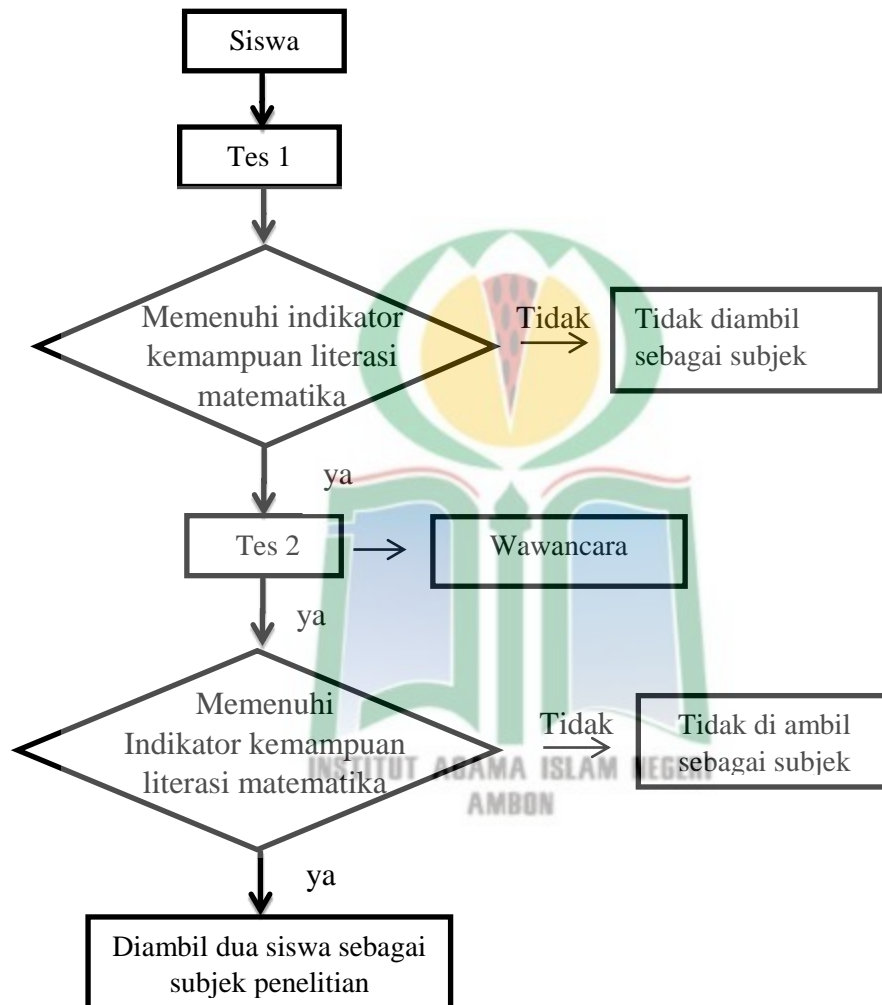 Siswa
Tes 1
Memenuhi indikator
kemampuan literasi
matematika
Tidak
Tidak diambil
sebagai subjek
ya
Tes 2
Wawancara
ya
Memenuhi
Indikator kemampuan
literasi matematika
Tidak
Tidak di ambil
sebagai subjek
INSTITUT AGAMA ISLAM NEGERI
AMBON
ya
Diambil dua siswa sebagai
subjek penelitian